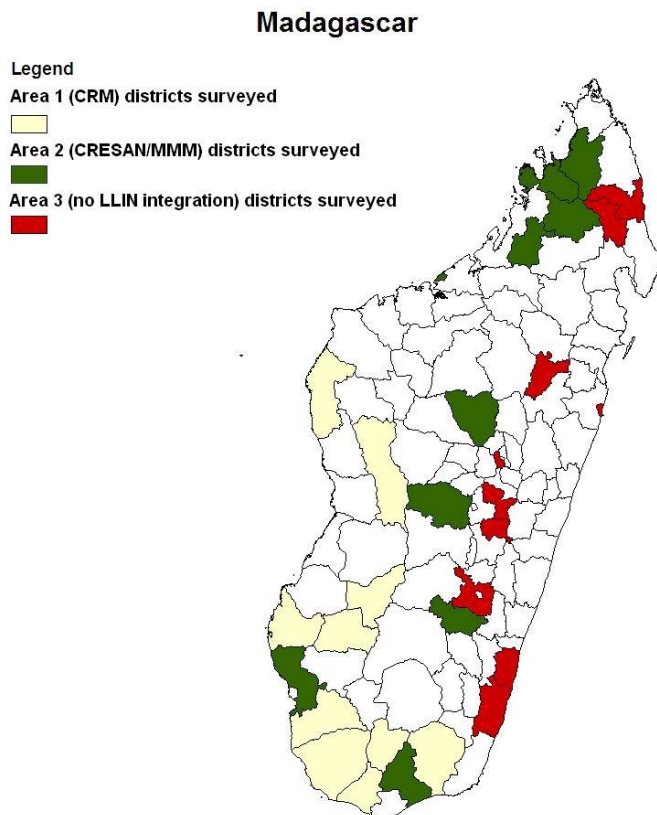 Madagascar
Legend
Area 1 (CRM) districts surveyed
Area 2 (CRESAN/MMM) districts surveyed
Area 3 (no LLIN integration) districts surveyed